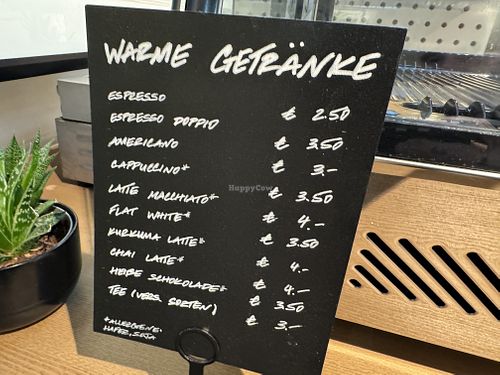 WARME GETRÄNKE
ESPRESSO € 2.50
ESPRESSO DOPPIO € 3.50
AMERICANO € 3.–
CAPPUCCINO* € 3.50
LATTE MACCHIATO* € 4.–
FLAT WHITE* € 3.50
KURKUMA LATTE* € 4.–
CHAI LATTE* € 4.–
HEIßE SCHOKOLADE* € 3.50
TEE (VERS. SORTEN) € 3.–
*ALLERGENE:
HAFER, SOJA
HappyCow